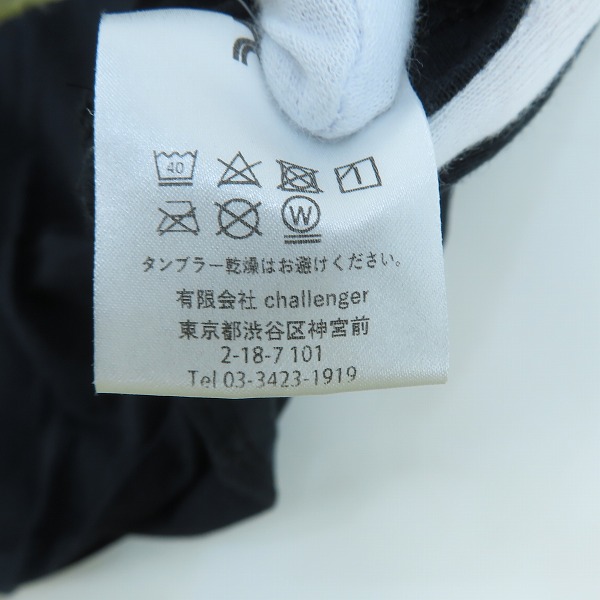 40
W
タンブラー乾燥はお避けください。
有限会社 challenger
東京都渋谷区神宮前
2-18-7 101
Tel 03-3423-1919